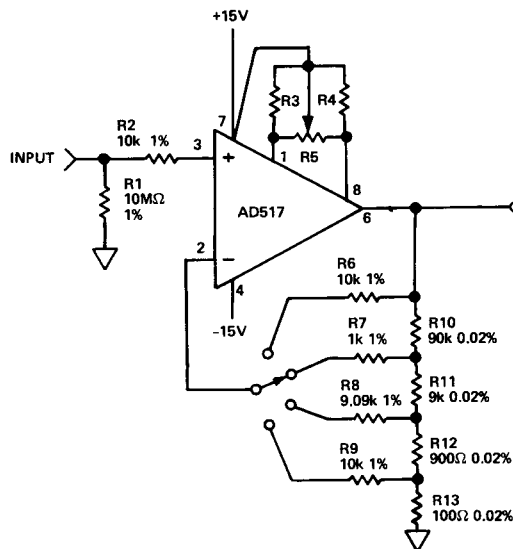 +15V
R3
R4
R5
R2
10k 1%
INPUT
R1
10MΩ
1%
7
3
+
1
8
6
AD517
2
−
4
−15V
R6
10k 1%
R7
1k 1%
R8
9.09k 1%
R9
10k 1%
R10
90k 0.02%
R11
9k 0.02%
R12
900Ω 0.02%
R13
100Ω 0.02%